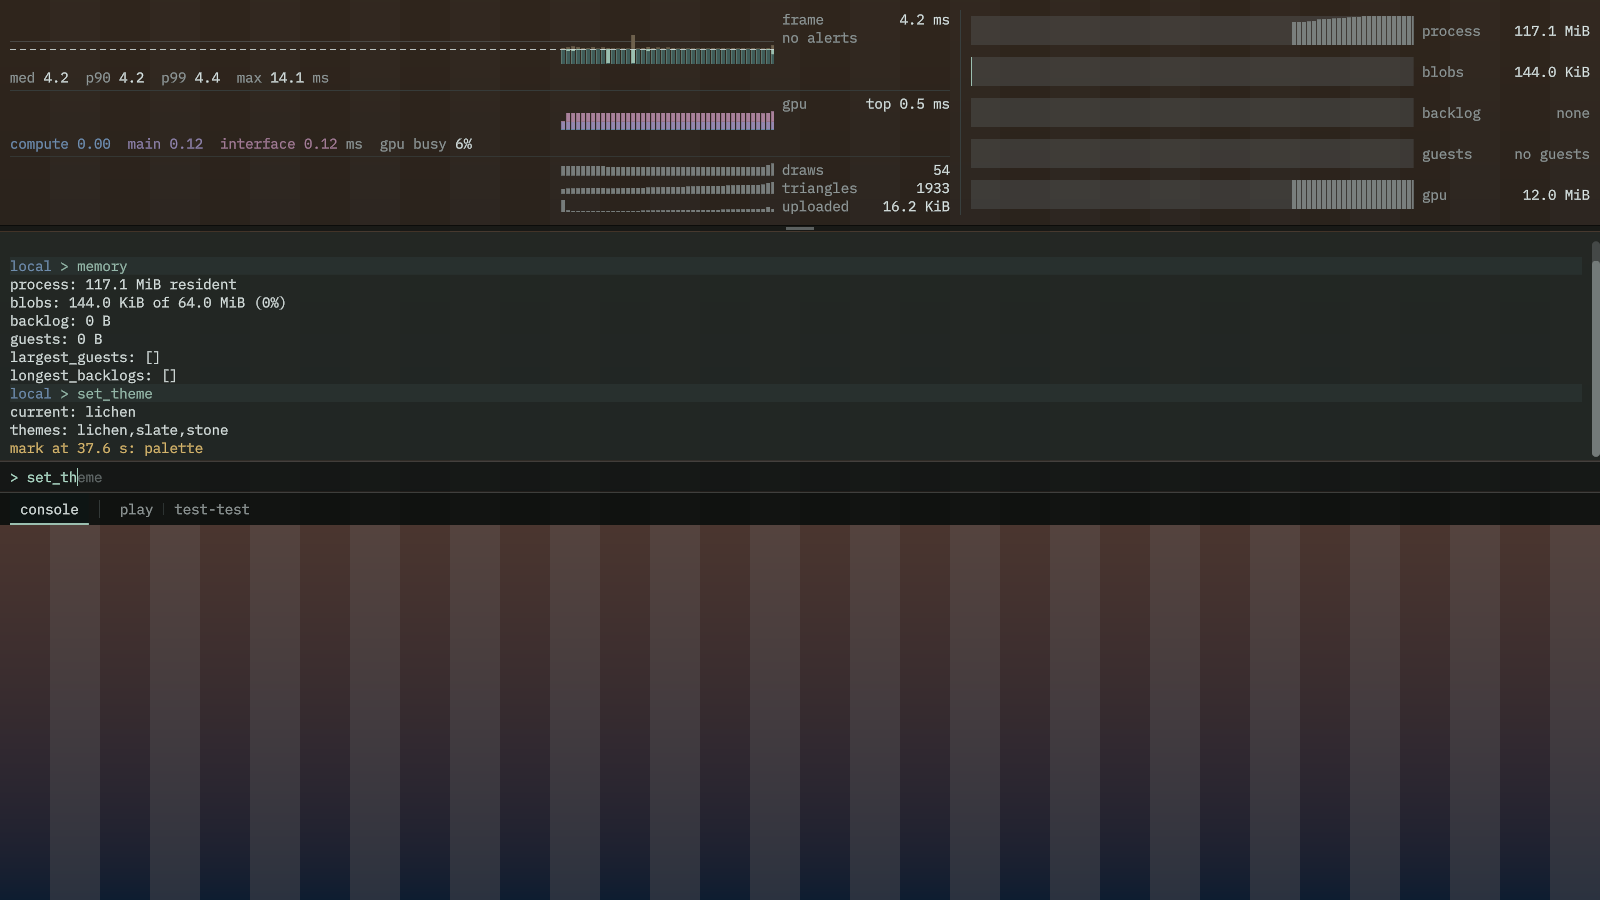 frame 4.2 ms
no alerts
med 4.2 p90 4.2 p99 4.4 max 14.1 ms
gpu top 0.5 ms
compute 0.00 main 0.12 interface 0.12 ms gpu busy 6%
draws 54
triangles 1933
uploaded 16.2 KiB
process 117.1 MiB
blobs 144.0 KiB
backlog none
guests no guests
gpu 12.0 MiB
local > memory
process: 117.1 MiB resident
blobs: 144.0 KiB of 64.0 MiB (0%)
backlog: 0 B
guests: 0 B
largest_guests: []
longest_backlogs: []
local > set_theme
current: lichen
themes: lichen,slate,stone
mark at 37.6 s: palette
> set_theme
console play test-test